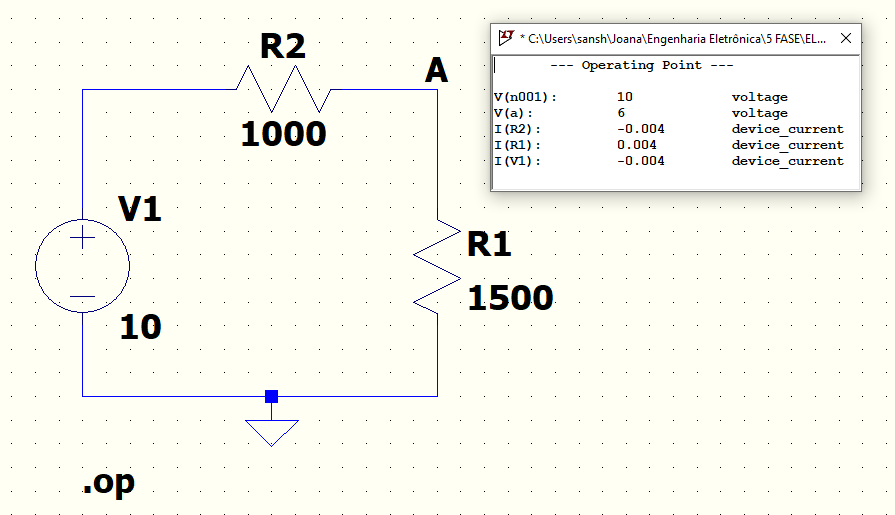 R2
1000
A
V1
10
R1
1500
.op
* C:\Users\sansh\Joana\Engenharia Eletrônica\5 FASE\EL...
--- Operating Point ---
V(n001): 10 voltage
V(a): 6 voltage
I(R2): -0.004 device_current
I(R1): 0.004 device_current
I(V1): -0.004 device_current